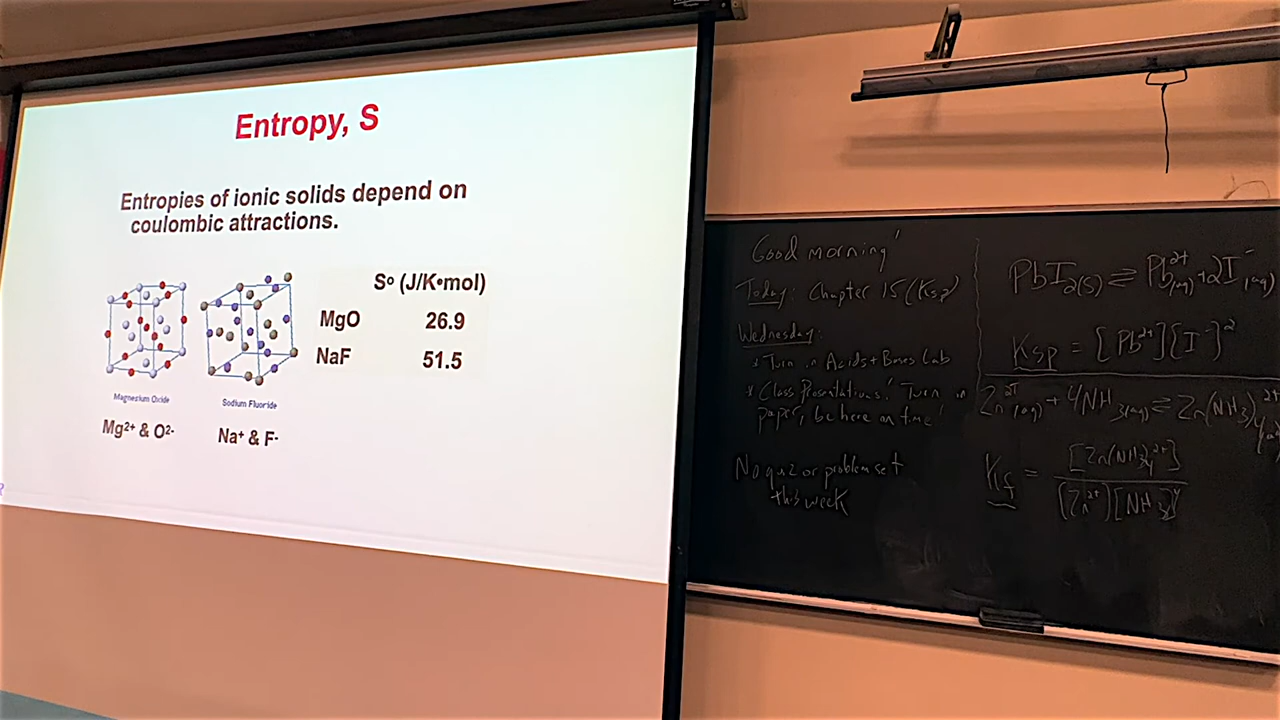 Entropy, S
Entropies of ionic solids depend on
coulombic attractions.
Sº (J/K•mol)
MgO 26.9
NaF 51.5
Magnesium Oxide Sodium Fluoride
Mg²⁺ & O²⁻ Na⁺ & F⁻
Good morning!
Today: Chapter 15 (Ksp)
Wednesday:
* Turn in Acids + Bases Lab
* Class Presentations! Turn in
paper, be here on time!
No quiz or problem set
this week
PbI₂(s) ⇌ Pb²⁺(aq) + 2I⁻(aq)
Ksp = [Pb²⁺][I⁻]²
Zn²⁺(aq) + 4NH₃(aq) ⇌ Zn(NH₃)₄²⁺(aq)
Kf = [Zn(NH₃)₄²⁺]
[Zn²⁺][NH₃]⁴